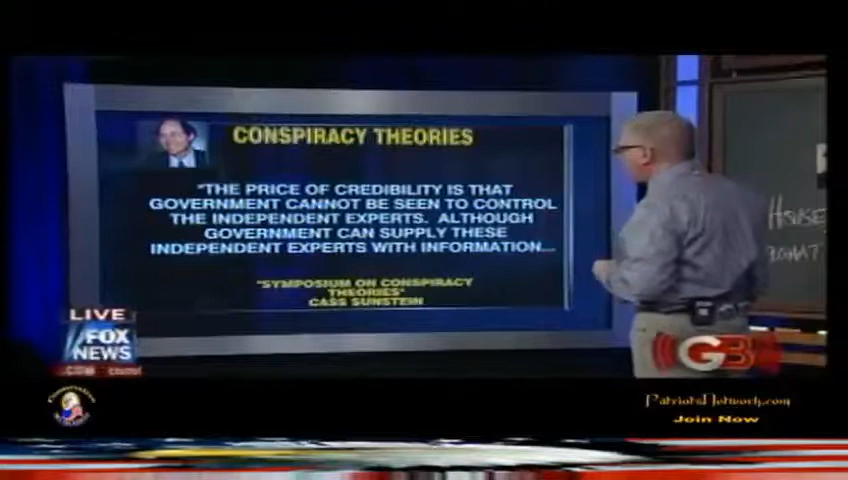 CONSPIRACY THEORIES
"THE PRICE OF CREDIBILITY IS THAT
GOVERNMENT CANNOT BE SEEN TO CONTROL
THE INDEPENDENT EXPERTS. ALTHOUGH
GOVERNMENT CAN SUPPLY THESE
INDEPENDENT EXPERTS WITH INFORMATION...
"SYMPOSIUM ON CONSPIRACY
THEORIES"
CASS SUNSTEIN
LIVE
FOX
NEWS
.COM
GB
PatriotsNetwork.com
Join Now